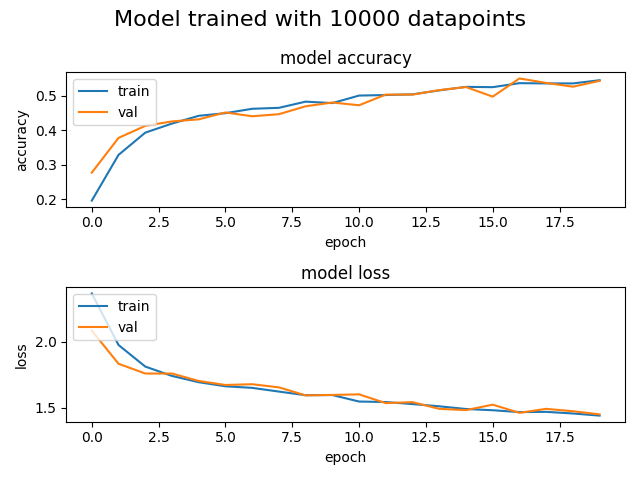 Model trained with 10000 datapoints
model accuracy
train
val
0.5
0.4
0.3
0.2
accuracy
0.0 2.5 5.0 7.5 10.0 12.5 15.0 17.5
epoch
model loss
train
val
2.0
1.5
loss
0.0 2.5 5.0 7.5 10.0 12.5 15.0 17.5
epoch